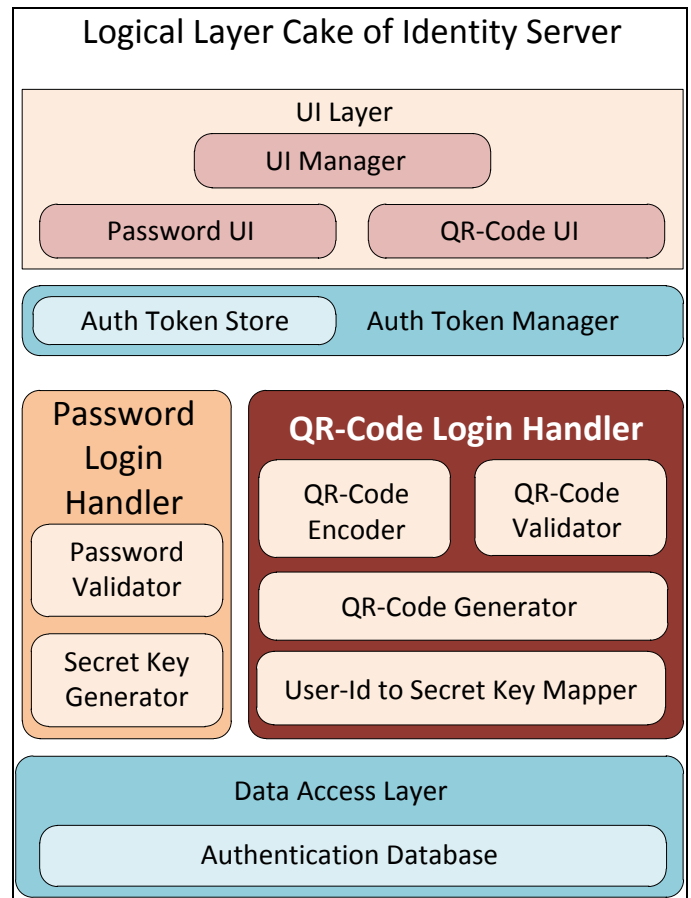 Logical Layer Cake of Identity Server
UI Layer
UI Manager
Password UI
QR-Code UI
Auth Token Store
Auth Token Manager
Password
Login
Handler
Password
Validator
Secret Key
Generator
QR-Code Login Handler
QR-Code
Encoder
QR-Code
Validator
QR-Code Generator
User-Id to Secret Key Mapper
Data Access Layer
Authentication Database